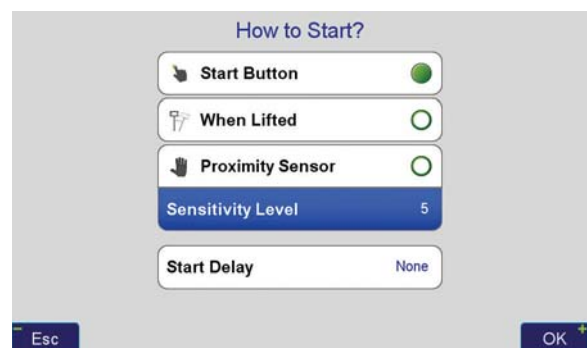 How to Start?
Start Button
When Lifted
Proximity Sensor
Sensitivity Level 5
Start Delay None
Esc OK